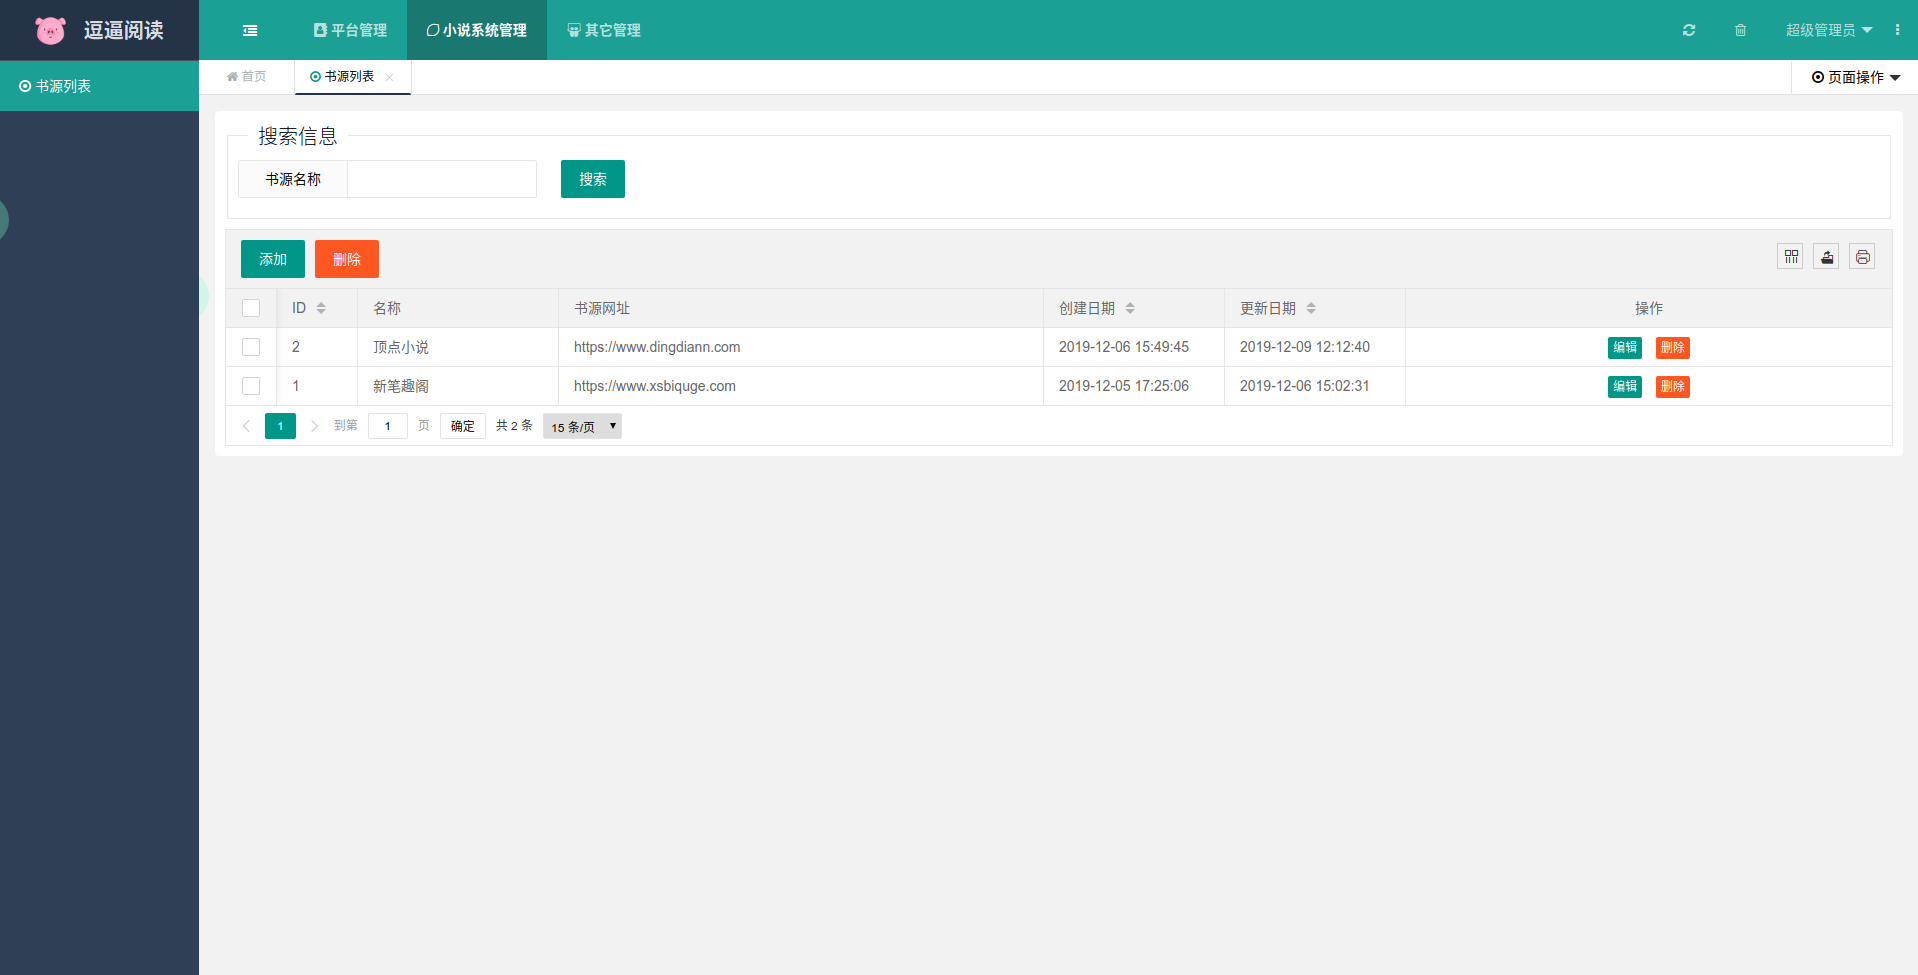 逗逼阅读
平台管理
小说系统管理
其它管理
超级管理员
书源列表
首页
书源列表
页面操作
搜索信息
书源名称
搜索
添加
删除
ID
名称
书源网址
创建日期
更新日期
操作
2
顶点小说
https://www.dingdiann.com
2019-12-06 15:49:45
2019-12-09 12:12:40
编辑
删除
1
新笔趣阁
https://www.xsbiquge.com
2019-12-05 17:25:06
2019-12-06 15:02:31
编辑
删除
1
到第
1
页
确定
共 2 条
15 条/页